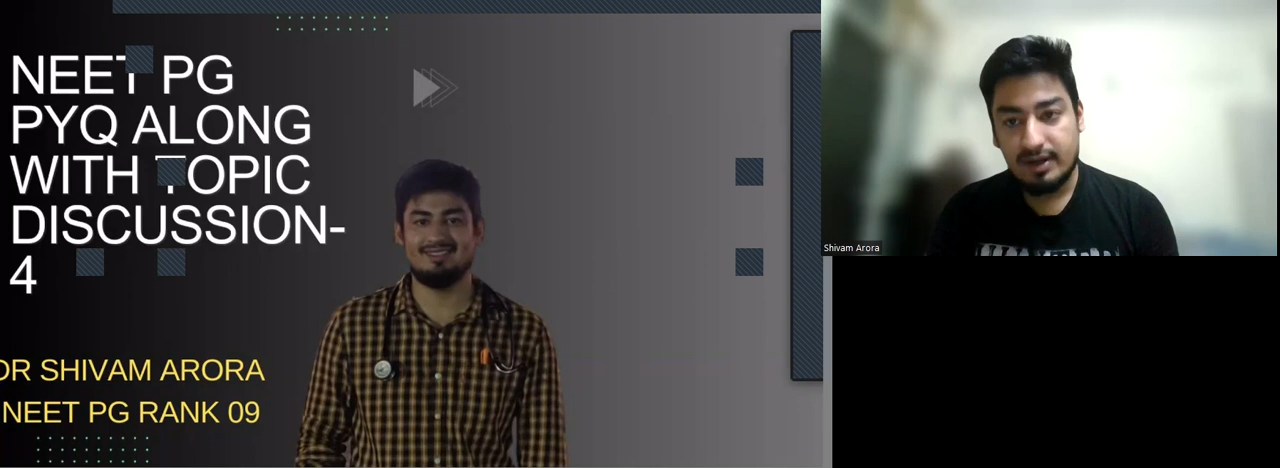 NEET PG
PYQ ALONG
WITH TOPIC
DISCUSSION-
4
DR SHIVAM ARORA
NEET PG RANK 09
Shivam Arora